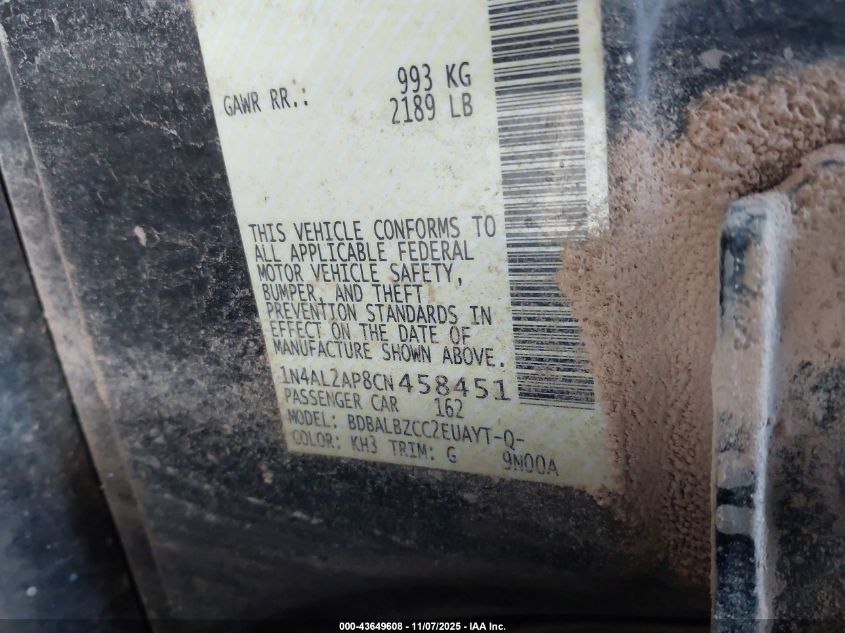 GAWR RR.: 993 KG
2189 LB
THIS VEHICLE CONFORMS TO
ALL APPLICABLE FEDERAL
MOTOR VEHICLE SAFETY,
BUMPER, AND THEFT
PREVENTION STANDARDS IN
EFFECT ON THE DATE OF
MANUFACTURE SHOWN ABOVE.
1N4AL2AP8CN458451
PASSENGER CAR 162
MODEL: BDBALBZCC2EUAYT-Q-
COLOR: KH3 TRIM: G 9N00A
000-43649608 - 11/07/2025 - IAA Inc.